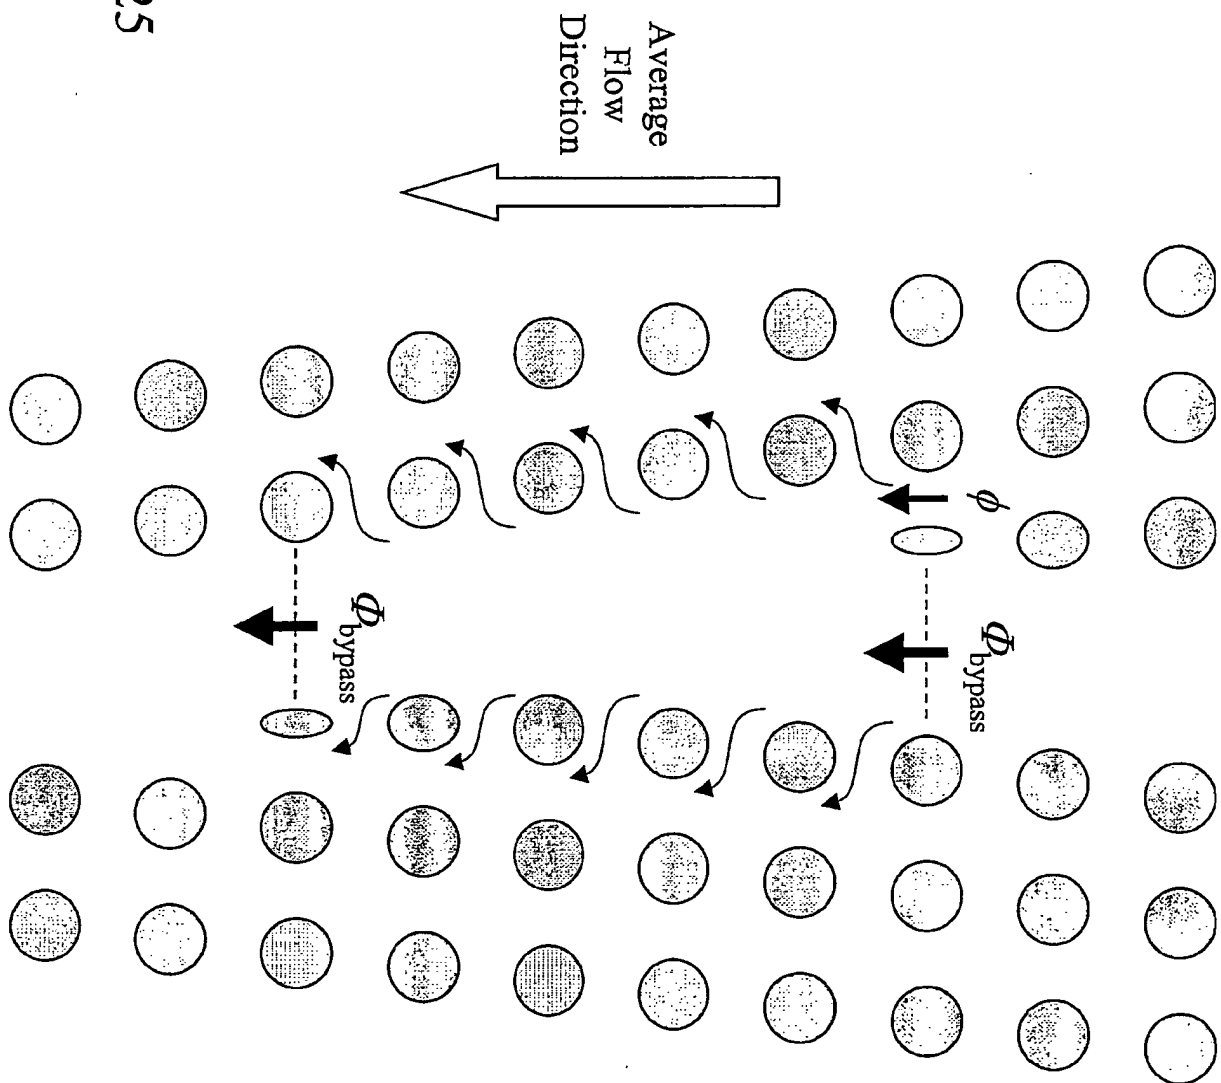 φ
Φbypass
Average
Flow
Direction
Φbypass
25